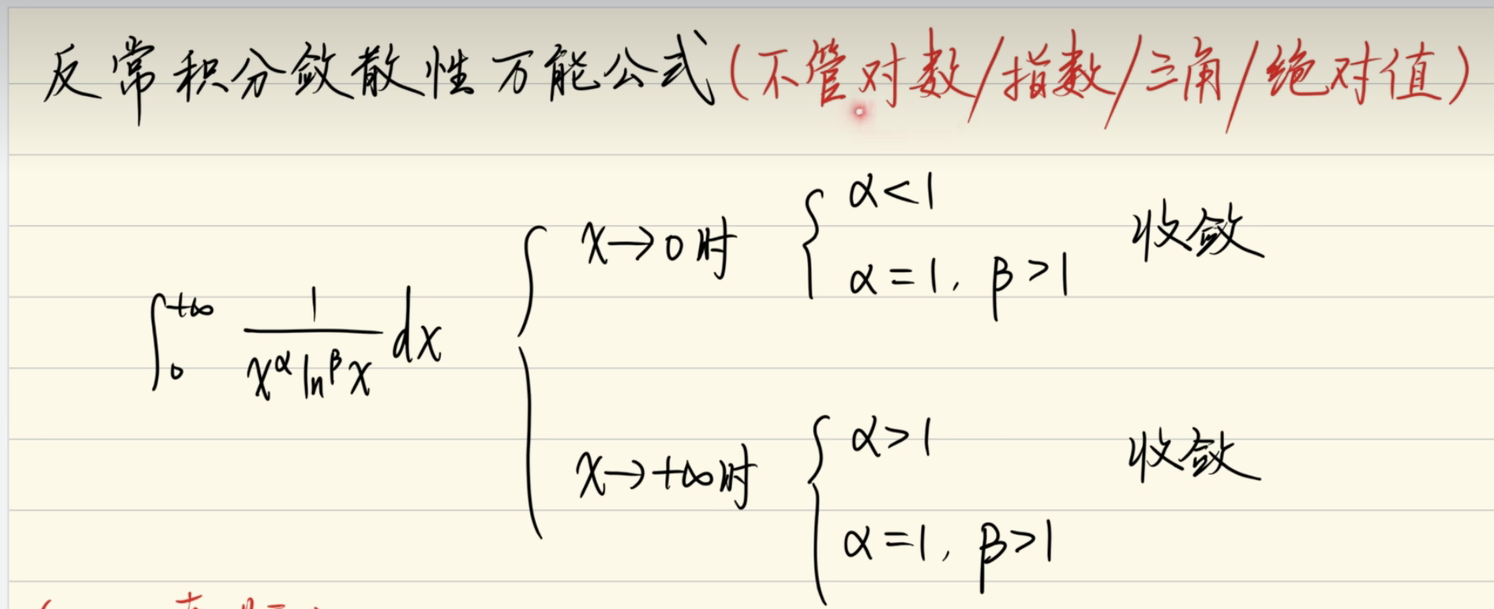 反常积分敛散性万能公式(不管对数/指数/三角/绝对值)
x→0时 { α<1
α=1, β>1 收敛
∫₀^{+∞} 1/(x^α ln^β x) dx
x→+∞时 { α>1 收敛
α=1, β>1